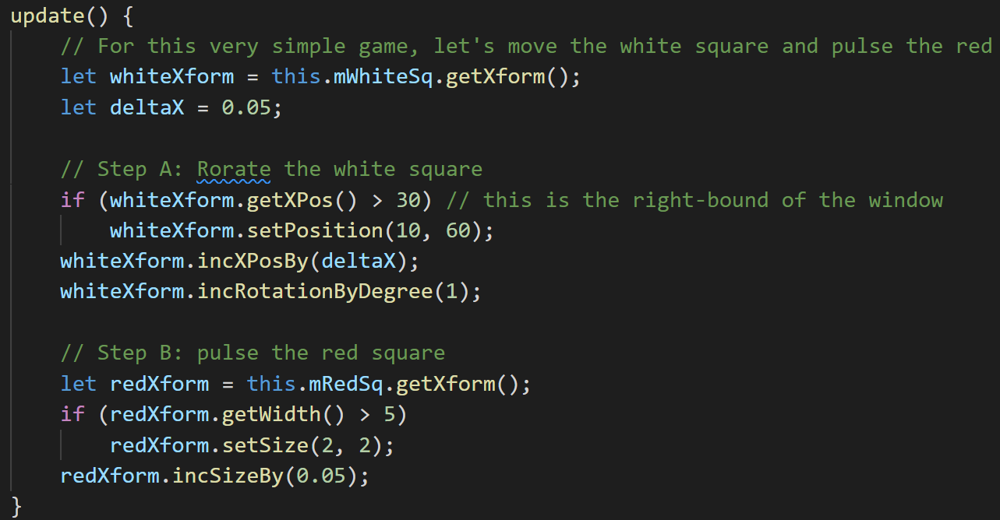 update() {
    // For this very simple game, let's move the white square and pulse the red
    let whiteXform = this.mWhiteSq.getXform();
    let deltaX = 0.05;

    // Step A: Rorate the white square
    if (whiteXform.getXPos() > 30) // this is the right-bound of the window
        whiteXform.setPosition(10, 60);
    whiteXform.incXPosBy(deltaX);
    whiteXform.incRotationByDegree(1);

    // Step B: pulse the red square
    let redXform = this.mRedSq.getXform();
    if (redXform.getWidth() > 5)
        redXform.setSize(2, 2);
    redXform.incSizeBy(0.05);
}